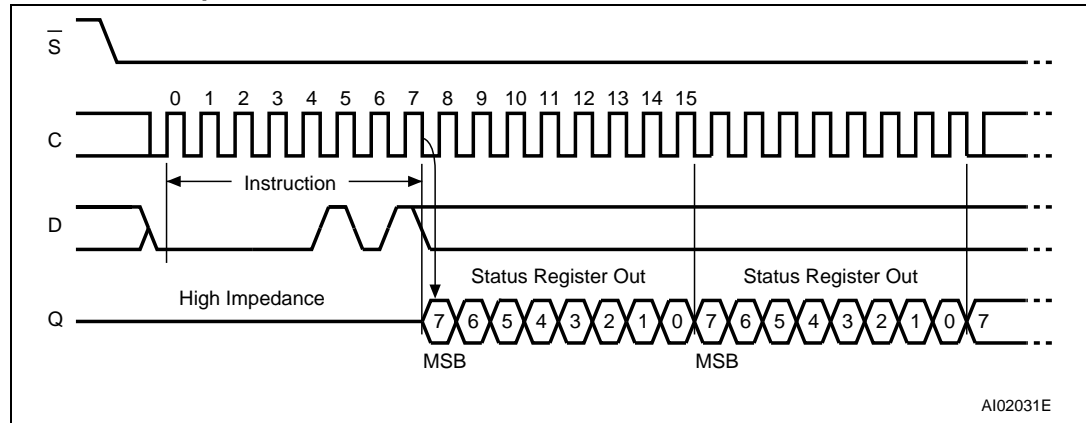 S
0 1 2 3 4 5 6 7 8 9 10 11 12 13 14 15
C
Instruction
D
Status Register Out Status Register Out
High Impedance
Q 7 6 5 4 3 2 1 0 7 6 5 4 3 2 1 0 7
MSB MSB
AI02031E